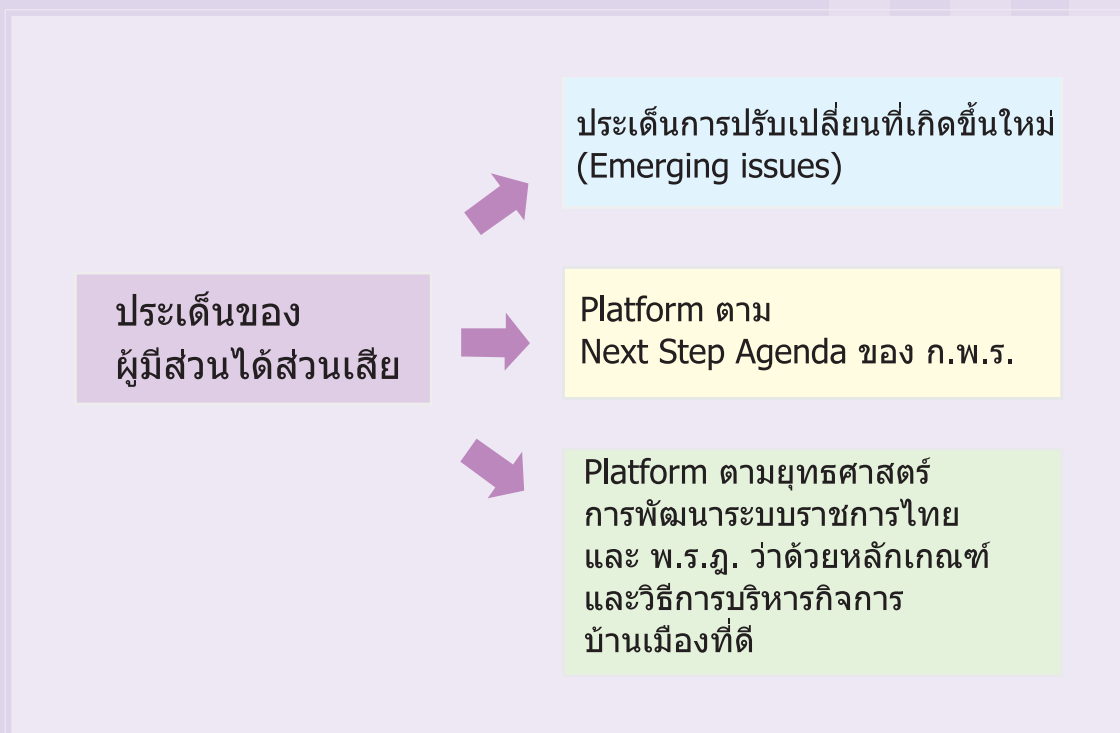 ประเด็นของ
ผู้มีส่วนได้ส่วนเสีย
ประเด็นการปรับเปลี่ยนที่เกิดขึ้นใหม่
(Emerging issues)
Platform ตาม
Next Step Agenda ของ ก.พ.ร.
Platform ตามยุทธศาสตร์
การพัฒนาระบบราชการไทย
และ พ.ร.ฎ. ว่าด้วยหลักเกณฑ์
และวิธีการบริหารกิจการ
บ้านเมืองที่ดี